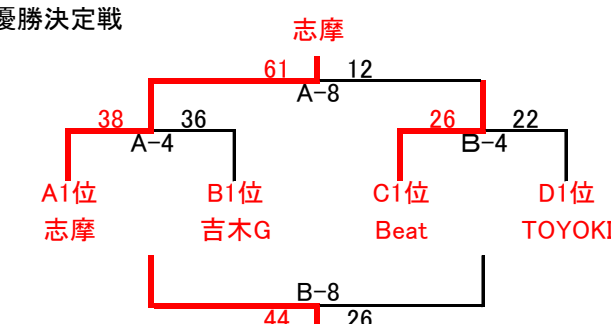 優勝決定戦
志摩
61 12
A-8
38 36 26 22
A-4 B-4
A1位 B1位 C1位 D1位
志摩 吉木G Beat TOYOKI
B-8
44 26